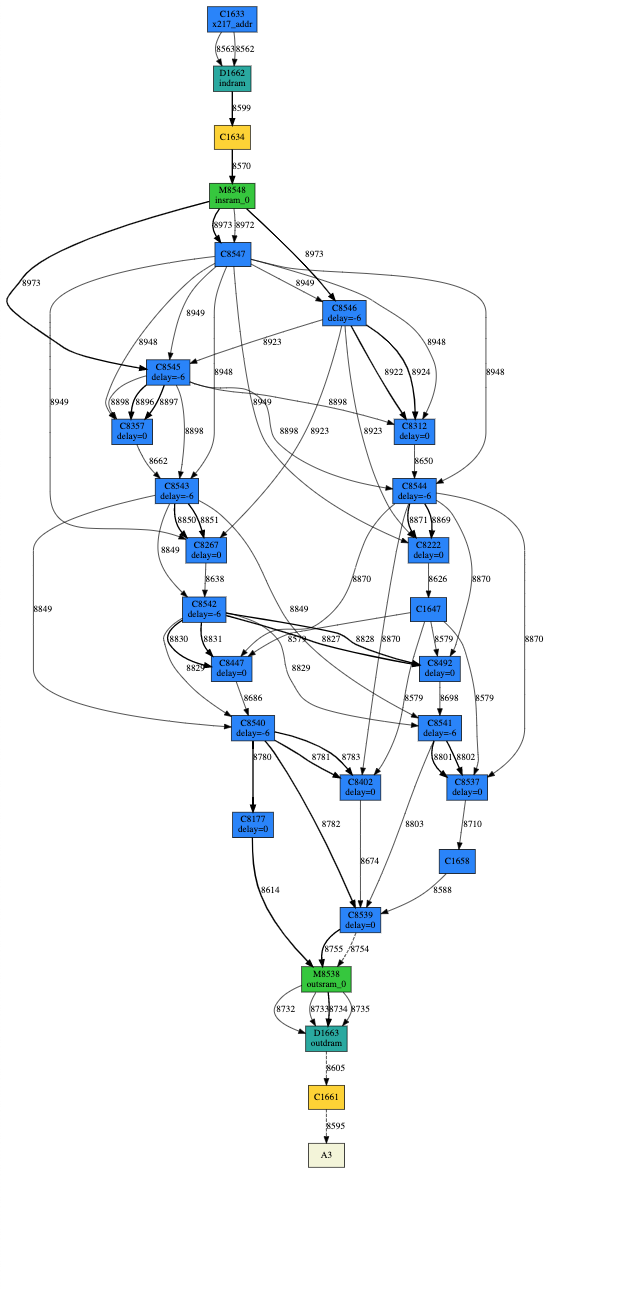 C1633
x217_addr
8563
8562
D1662
indram
8599
C1634
8570
M8548
insram_0
8973
8972
8973
8973
C8547
8949
C8546
delay=-6
8949
8948
8948
8923
8948
8922
8924
8948
C8545
delay=-6
8949
8898
8896
8897
8898
8949
C8357
delay=0
8898
8898
8923
8923
C8312
delay=0
8662
8650
C8543
delay=-6
C8544
delay=-6
8850
8851
8871
8869
8849
C8267
delay=0
C8222
delay=0
8870
8870
8638
8626
8849
C8542
delay=-6
8849
C1647
8830
8831
8579
8827
8828
8870
8579
8870
8829
C8447
delay=0
8829
C8492
delay=0
8686
8579
8698
8579
C8540
delay=-6
C8541
delay=-6
8780
8781
8783
8801
8802
C8402
delay=0
C8537
delay=0
C8177
delay=0
8782
8803
8710
8674
C1658
8614
8588
C8539
delay=0
8755
8754
M8538
outsram_0
8732
8733
8734
8735
D1663
outdram
8605
C1661
8595
A3